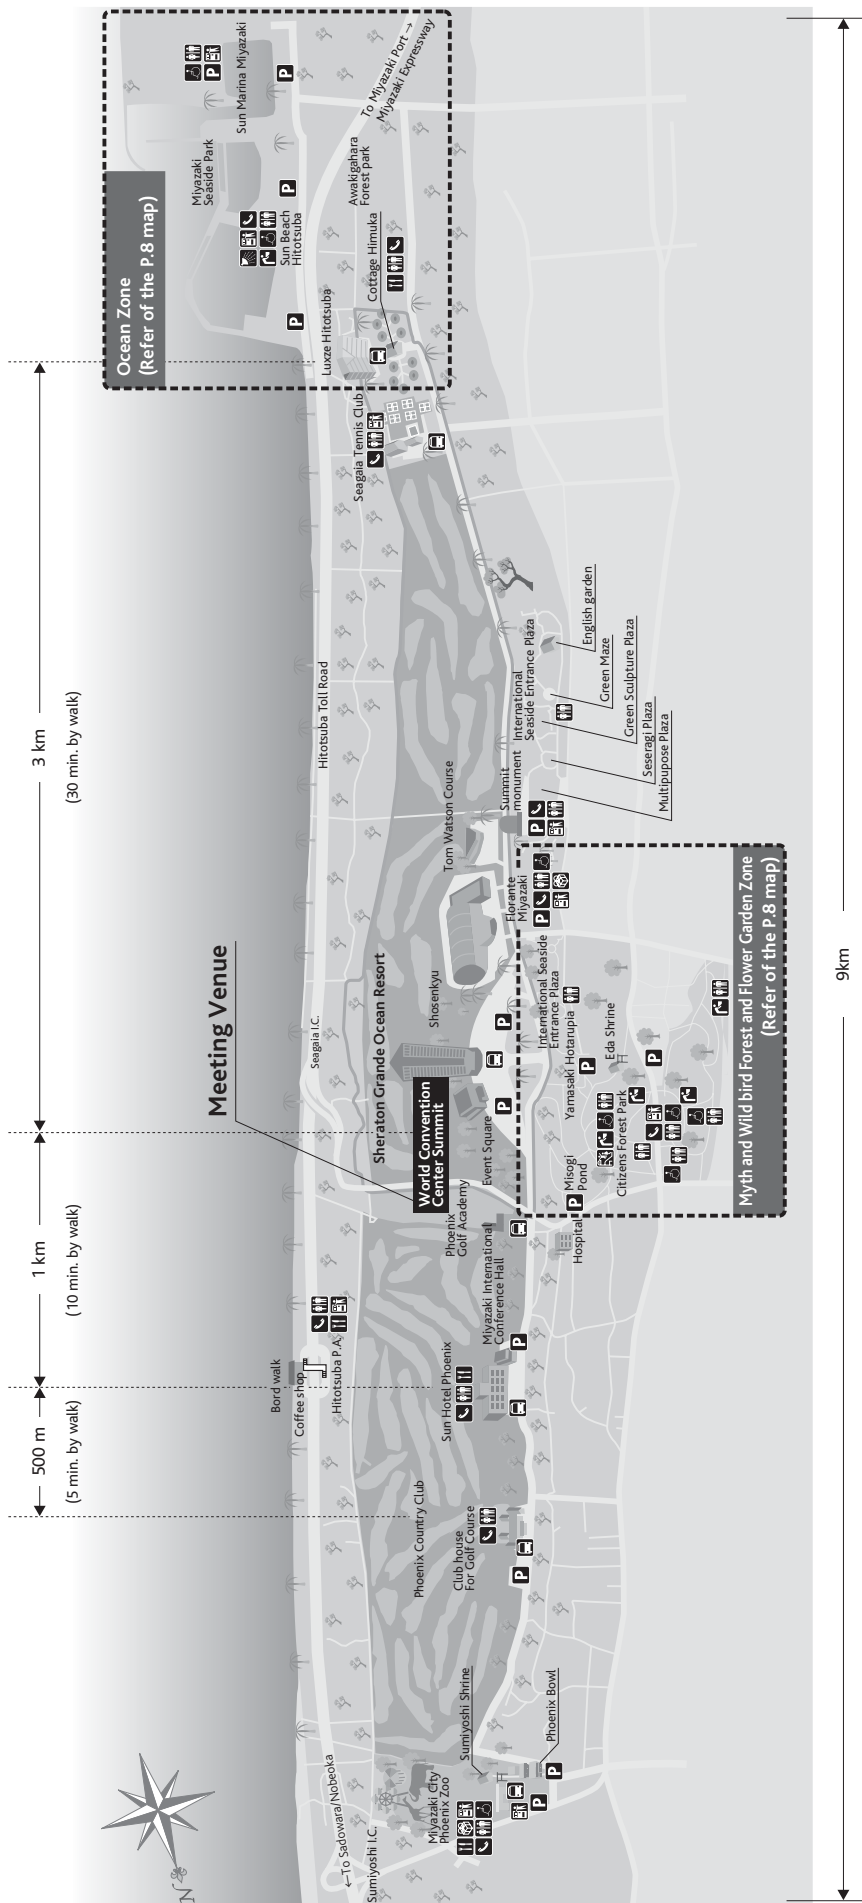 3 km
(30 min. by walk)
1 km
(10 min. by walk)
500 m
(5 min. by walk)
9km
N
Ocean Zone
(Refer of the P.8 map)
Miyazaki
Seaside Park
Sun Marina Miyazaki
P
P
P
Sun Beach
Hitotsuba
To Miyazaki Port →
Miyazaki Expressway
Awakigahara
Forest park
Cottage Himuka
Luxze Hitotsuba
P
Seagaia Tennis Club
Hitotsuba Toll Road
Meeting Venue
Seagaia I.C.
Sheraton Grande Ocean Resort
World Convention
Center Summit
Shosenkyu
Tom Watson Course
Event Square
P
P
Summit
monument
International
Seaside Entrance Plaza
English garden
Green Maze
Green Sculpture Plaza
Seseragi Plaza
Multipupose Plaza
P
Florante
Miyazaki
P
International Seaside
Entrance Plaza
Yamasaki Hotarupia
P
Eda Shrine
P
Citizens Forest Park
Misogi
Pond
P
Myth and Wild bird Forest and Flower Garden Zone
(Refer of the P.8 map)
Phoenix
Golf Academy
Miyazaki International
Conference Hall
Hospital
P
Bord walk
Coffee shop
Hitotsuba P.A.
Sun Hotel Phoenix
Phoenix Country Club
Club house
For Golf Course
P
Sumiyoshi Shrine
Phoenix Bowl
P
P
Miyazaki City
Phoenix Zoo
←To Sadowara/Nobeoka
Sumiyoshi I.C.